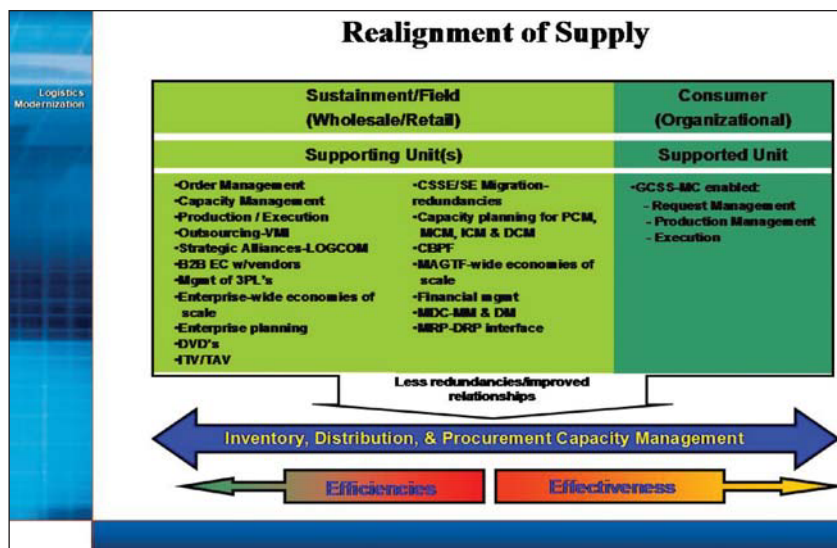 Realignment of Supply
Logistics
Modernization
Sustainment/Field
(Wholesale/Retail)
Consumer
(Organizational)
Supporting Unit(s)
Supported Unit
•Order Management
•Capacity Management
•Production / Execution
•Outsourcing-VMI
•Strategic Alliances-LOGCOM
•B2B EC w/vendors
•Mgmt of 3PL's
•Enterprise-wide economies of
scale
•Enterprise planning
•DVD's
•ITV/TAV
•CSSE/SE Migration-
redundancies
•Capacity planning for PCM,
MCM, ICM & DCM
•CBPF
•MAGTF-wide economies of
scale
•Financial mgmt
•MDC-MM & DM
•MRP-DRP interface
•GCSS-MC enabled:
- Request Management
- Production Management
- Execution
Less redundancies/improved
relationships
Inventory, Distribution, & Procurement Capacity Management
Efficiencies
Effectiveness